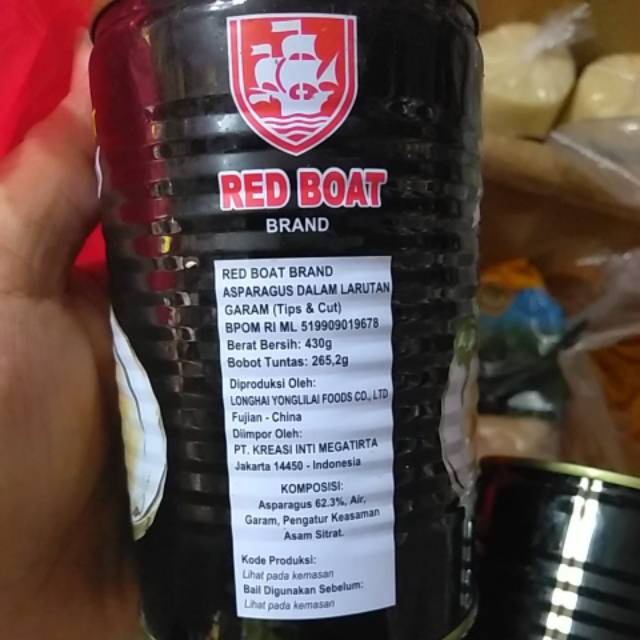 RED BOAT
BRAND
RED BOAT BRAND
ASPARAGUS DALAM LARUTAN
GARAM (Tips & Cut)
BPOM RI ML 519909019678
Berat Bersih: 430g
Bobot Tuntas: 265,2g
Diproduksi Oleh:
LONGHAI YONGLILAI FOODS CO., LTD
Fujian - China
Diimpor Oleh:
PT. KREASI INTI MEGATIRTA
Jakarta 14450 - Indonesia
KOMPOSISI:
Asparagus 62.3%, Air,
Garam, Pengatur Keasaman
Asam Sitrat.
Kode Produksi:
Lihat pada kemasan
Bail Digunakan Sebelum:
Lihat pada kemasan